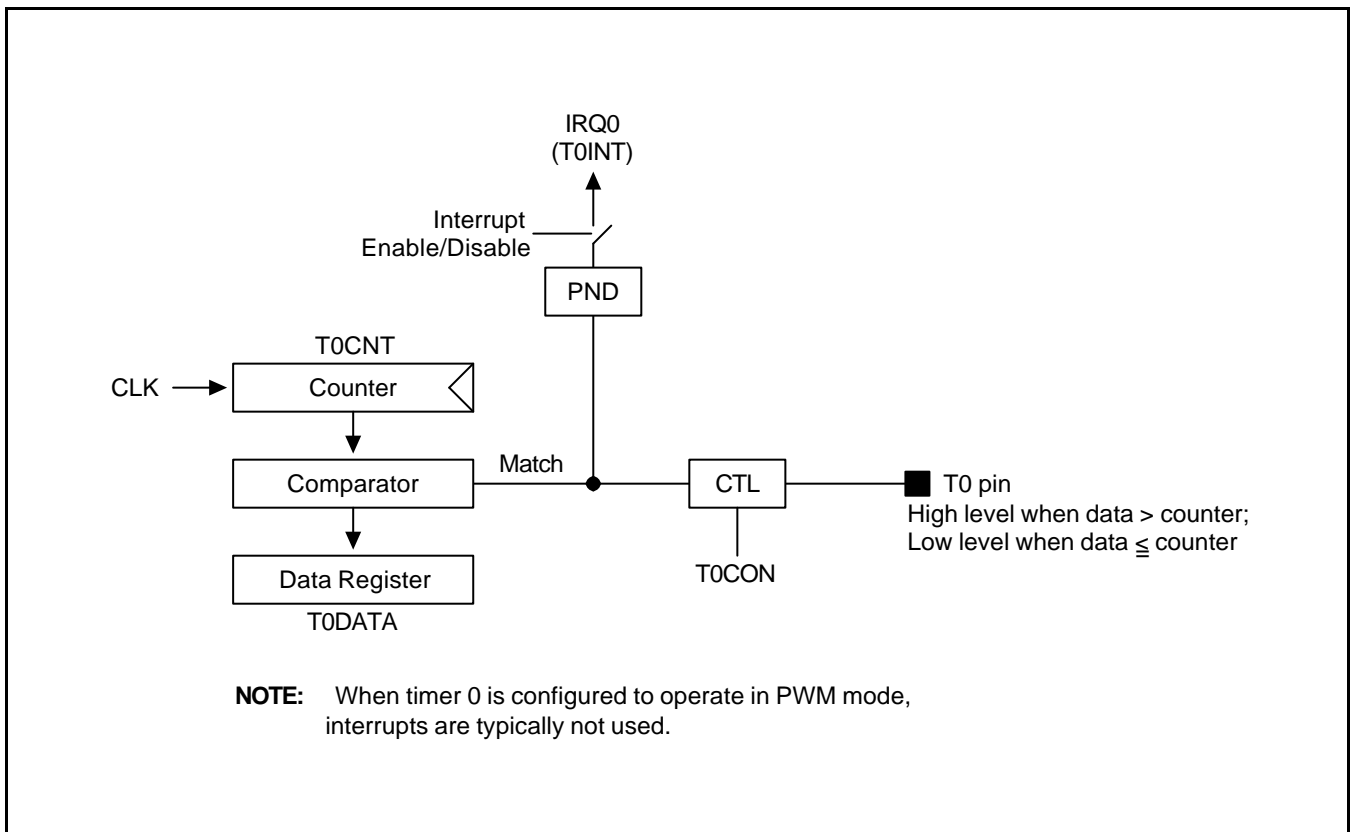 IRQ0
(T0INT)
Interrupt
Enable/Disable
PND
T0CNT
CLK
Counter
Comparator
Match
CTL
T0 pin
High level when data > counter;
Low level when data ≦ counter
Data Register
T0CON
T0DATA
NOTE: When timer 0 is configured to operate in PWM mode,
interrupts are typically not used.